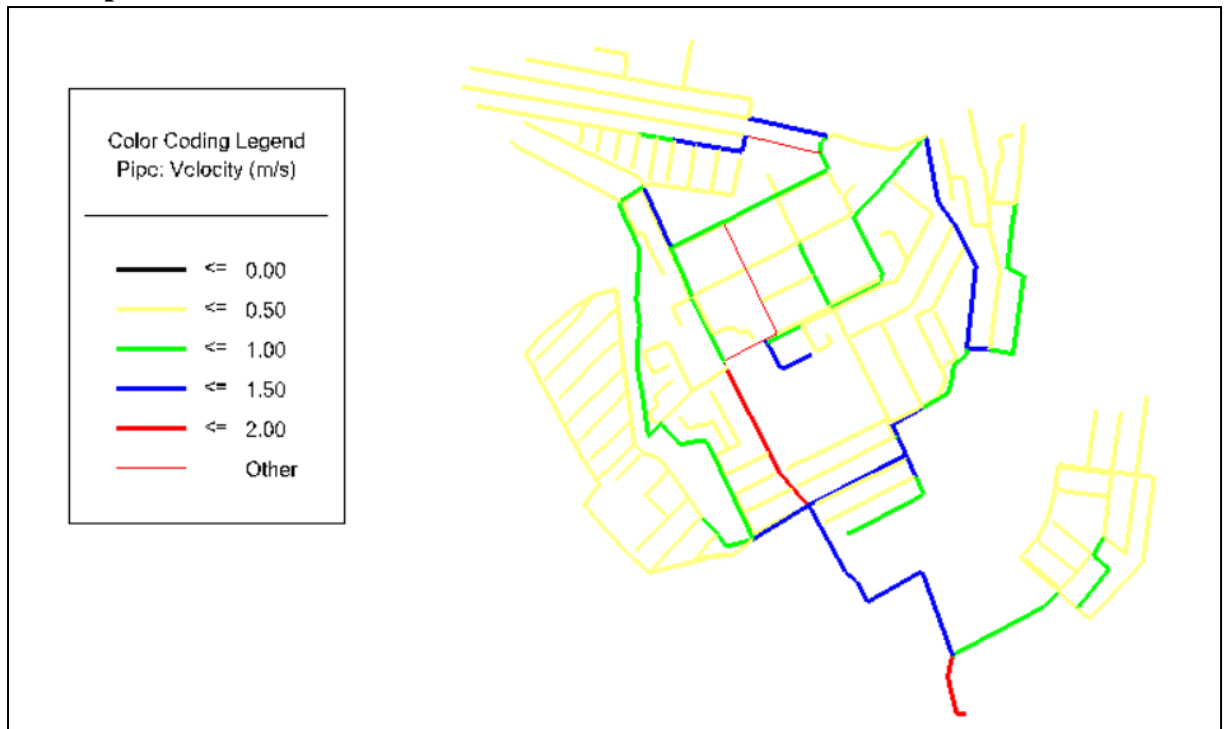 Color Coding Legend
Pipe: Velocity (m/s)
<= 0.00
<= 0.50
<= 1.00
<= 1.50
<= 2.00
Other